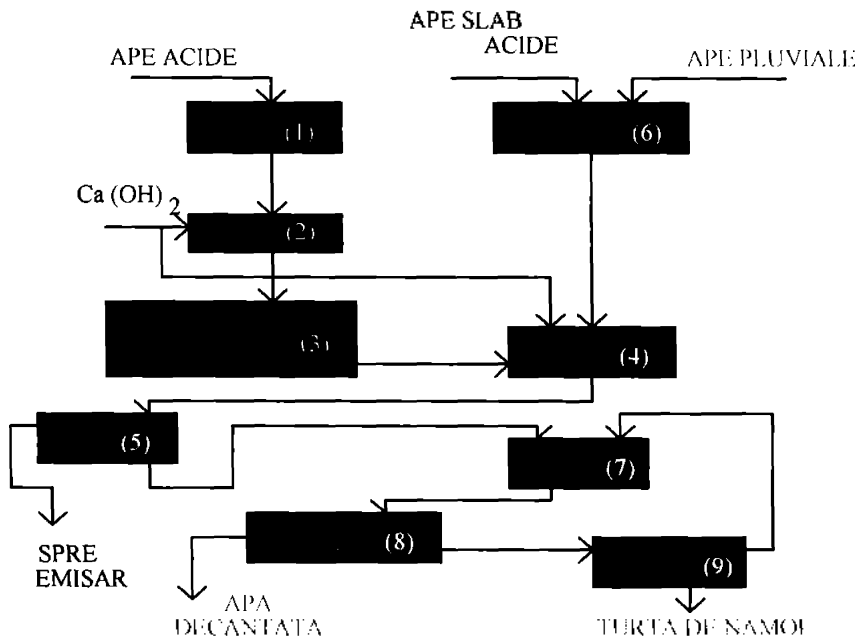 APE SLAB
ACIDE
APE ACIDE
APE PLUVIALE
(1)
(6)
Ca (OH) 2
(2)
(3)
(4)
(5)
(7)
(8)
(9)
SPRE
EMISAR
APA
DECANTATA
TURTA DE NAMOL